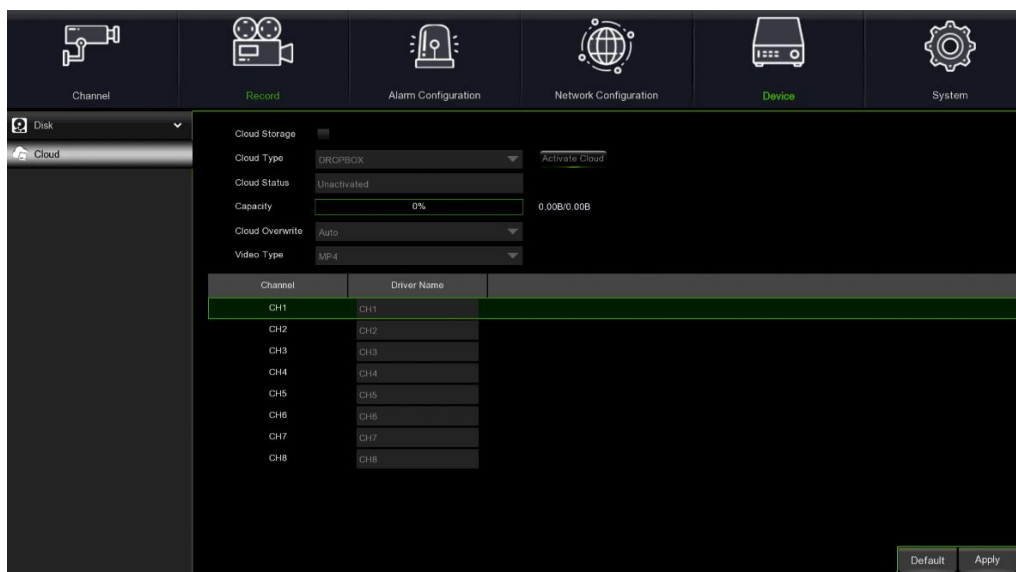 Channel
Record
Alarm Configuration
Network Configuration
Device
System
Disk
Cloud
Cloud Storage
Cloud Type DROPBOX Activate Cloud
Cloud Status Unactivated
Capacity 0% 0.00B/0.00B
Cloud Overwrite Auto
Video Type MP4
Channel Driver Name
CH1 CH1
CH2 CH2
CH3 CH3
CH4 CH4
CH5 CH5
CH6 CH6
CH7 CH7
CH8 CH8
Default Apply